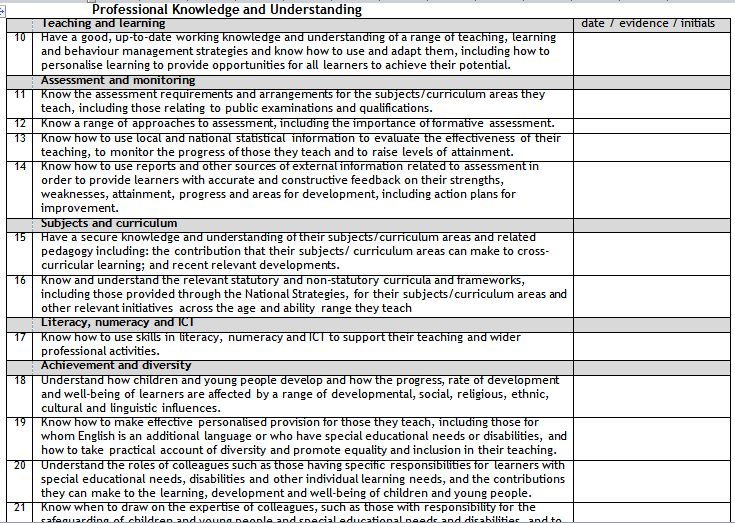 Professional Knowledge and Understanding
Teaching and learning date / evidence / initials
10 Have a good, up-to-date working knowledge and understanding of a range of teaching, learning
and behaviour management strategies and know how to use and adapt them, including how to
personalise learning to provide opportunities for all learners to achieve their potential.
Assessment and monitoring
11 Know the assessment requirements and arrangements for the subjects/curriculum areas they
teach, including those relating to public examinations and qualifications.
12 Know a range of approaches to assessment, including the importance of formative assessment.
13 Know how to use local and national statistical information to evaluate the effectiveness of their
teaching, to monitor the progress of those they teach and to raise levels of attainment.
14 Know how to use reports and other sources of external information related to assessment in
order to provide learners with accurate and constructive feedback on their strengths,
weaknesses, attainment, progress and areas for development, including action plans for
improvement.
Subjects and curriculum
15 Have a secure knowledge and understanding of their subjects/curriculum areas and related
pedagogy including: the contribution that their subjects/ curriculum areas can make to cross-
curricular learning; and recent relevant developments.
16 Know and understand the relevant statutory and non-statutory curricula and frameworks,
including those provided through the National Strategies, for their subjects/curriculum areas and
other relevant initiatives across the age and ability range they teach
Literacy, numeracy and ICT
17 Know how to use skills in literacy, numeracy and ICT to support their teaching and wider
professional activities.
Achievement and diversity
18 Understand how children and young people develop and how the progress, rate of development
and well-being of learners are affected by a range of developmental, social, religious, ethnic,
cultural and linguistic influences.
19 Know how to make effective personalised provision for those they teach, including those for
whom English is an additional language or who have special educational needs or disabilities, and
how to take practical account of diversity and promote equality and inclusion in their teaching.
20 Understand the roles of colleagues such as those having specific responsibilities for learners with
special educational needs, disabilities and other individual learning needs, and the contributions
they can make to the learning, development and well-being of children and young people.
21 Know when to draw on the expertise of colleagues, such as those with responsibility for the
safeguarding of children and young people and special educational needs and disabilities, and to